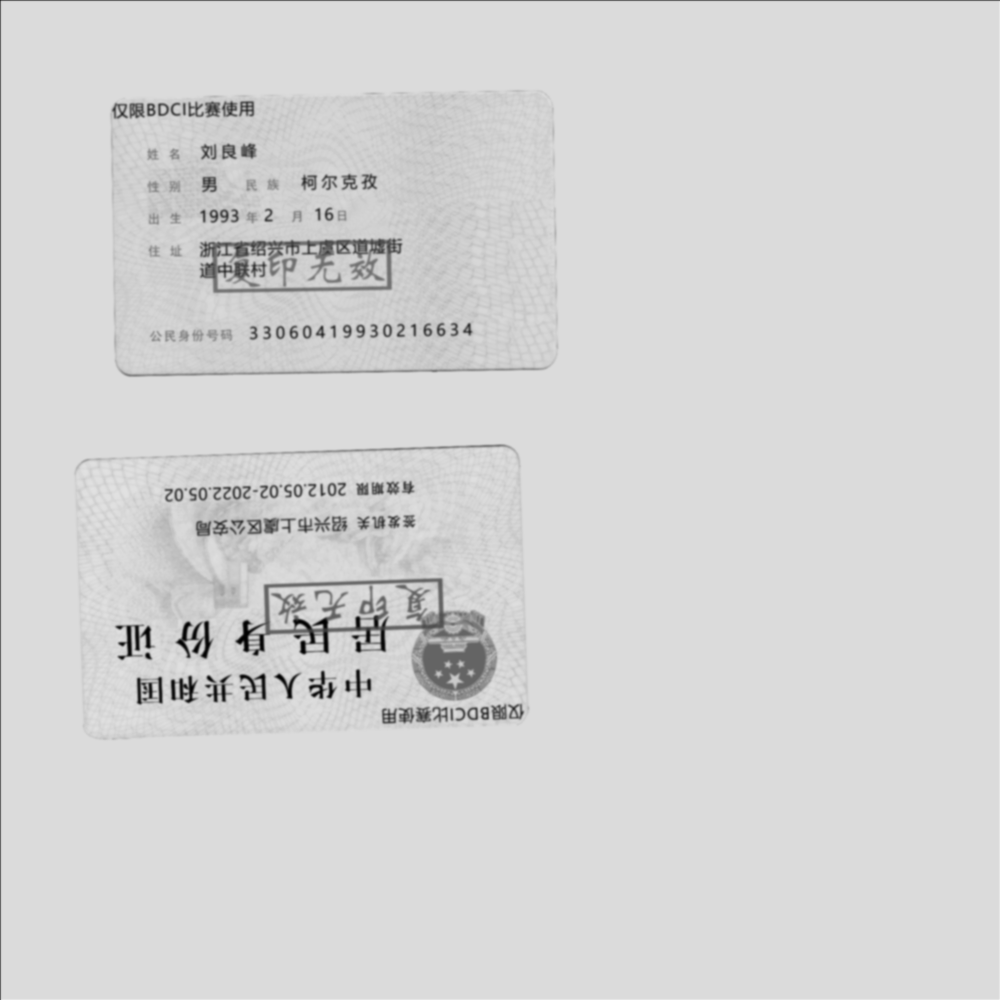 仅限BDCI比赛使用
姓名 刘良峰
性别 男 民族 柯尔克孜
出生 1993 年 2 月 16 日
住址 浙江省绍兴市上虞区道墟街
道中联村
复印无效
公民身份号码 33060419930216634
有效期限 2012.05.02-2022.05.02
签发机关 绍兴市上虞区公安局
复印无效
居民身份证
中华人民共和国
仅限BDCI比赛使用